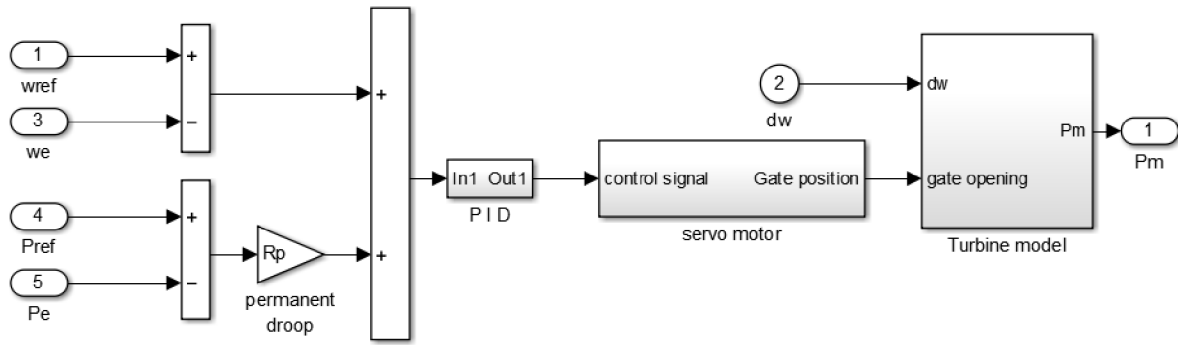 1
wref
+
−
3
we
4
Pref
+
−
5
Pe
Rp
permanent
droop
+
+
In1 Out1
P I D
control signal Gate position
servo motor
2
dw
dw
Pm
gate opening
Turbine model
1
Pm